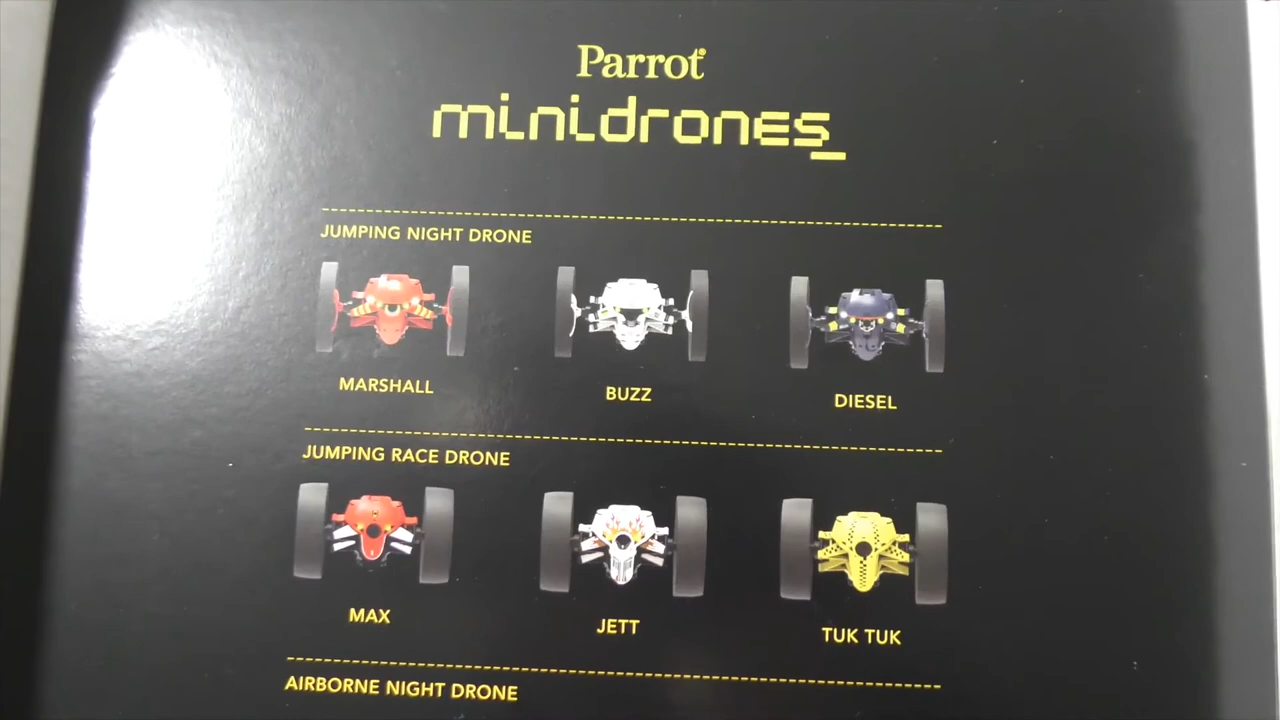 Parrot
minidrones_
JUMPING NIGHT DRONE
MARSHALL BUZZ DIESEL
JUMPING RACE DRONE
MAX JETT TUK TUK
AIRBORNE NIGHT DRONE